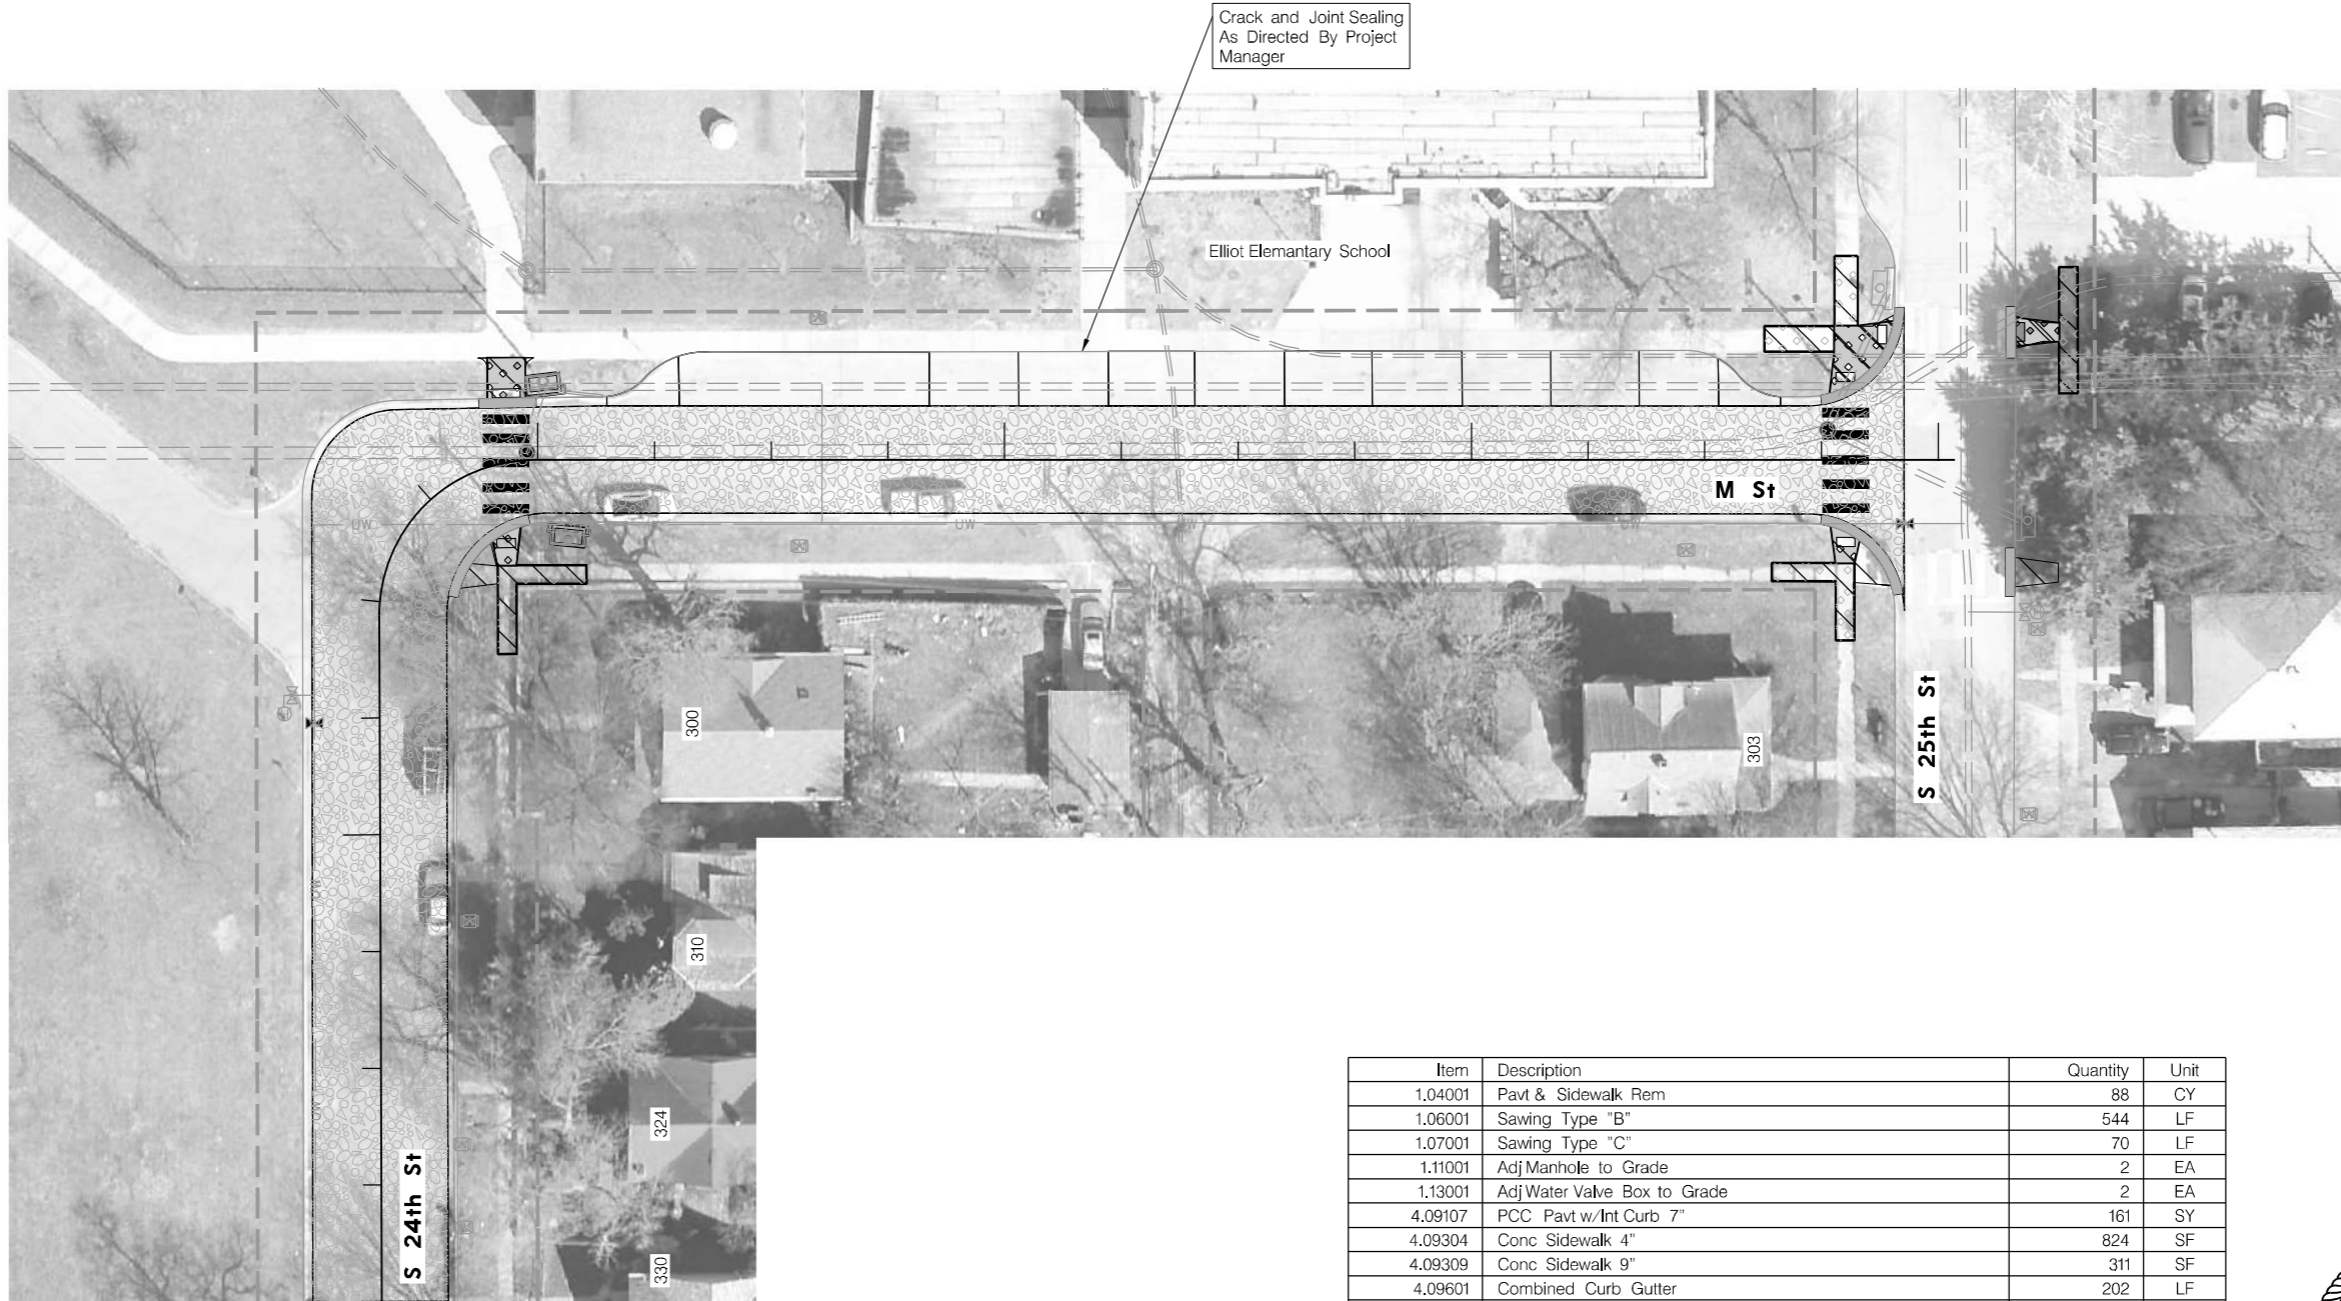 Crack and Joint Sealing
As Directed By Project
Manager
Elliot Elemantary School
M St
UW
UW
UW
300
303
S 25th St
310
324
S 24th St
330
Item Description Quantity Unit
1.04001 Pavt & Sidewalk Rem 88 CY
1.06001 Sawing Type "B" 544 LF
1.07001 Sawing Type "C" 70 LF
1.11001 Adj Manhole to Grade 2 EA
1.13001 Adj Water Valve Box to Grade 2 EA
4.09107 PCC Pavt w/Int Curb 7" 161 SY
4.09304 Conc Sidewalk 4" 824 SF
4.09309 Conc Sidewalk 9" 311 SF
4.09601 Combined Curb Gutter 202 LF